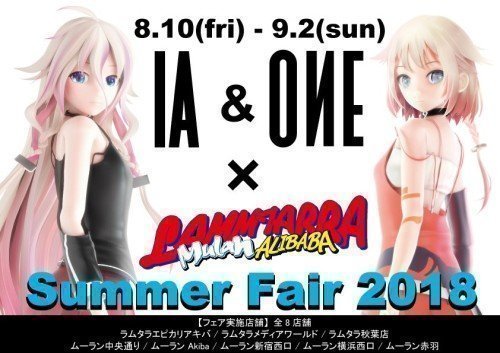 8.10(fri) - 9.2(sun)
IA & ONE
×
LAMMTARRA
Mulan ALIBABA
Summer Fair 2018
【フェア実施店舗】全8店舗
ラムタラエピカリアキバ / ラムタラメディアワールド / ラムタラ秋葉店
ムーラン中央通り / ムーラン Akiba / ムーラン新宿西口 / ムーラン横浜西口 / ムーラン赤羽